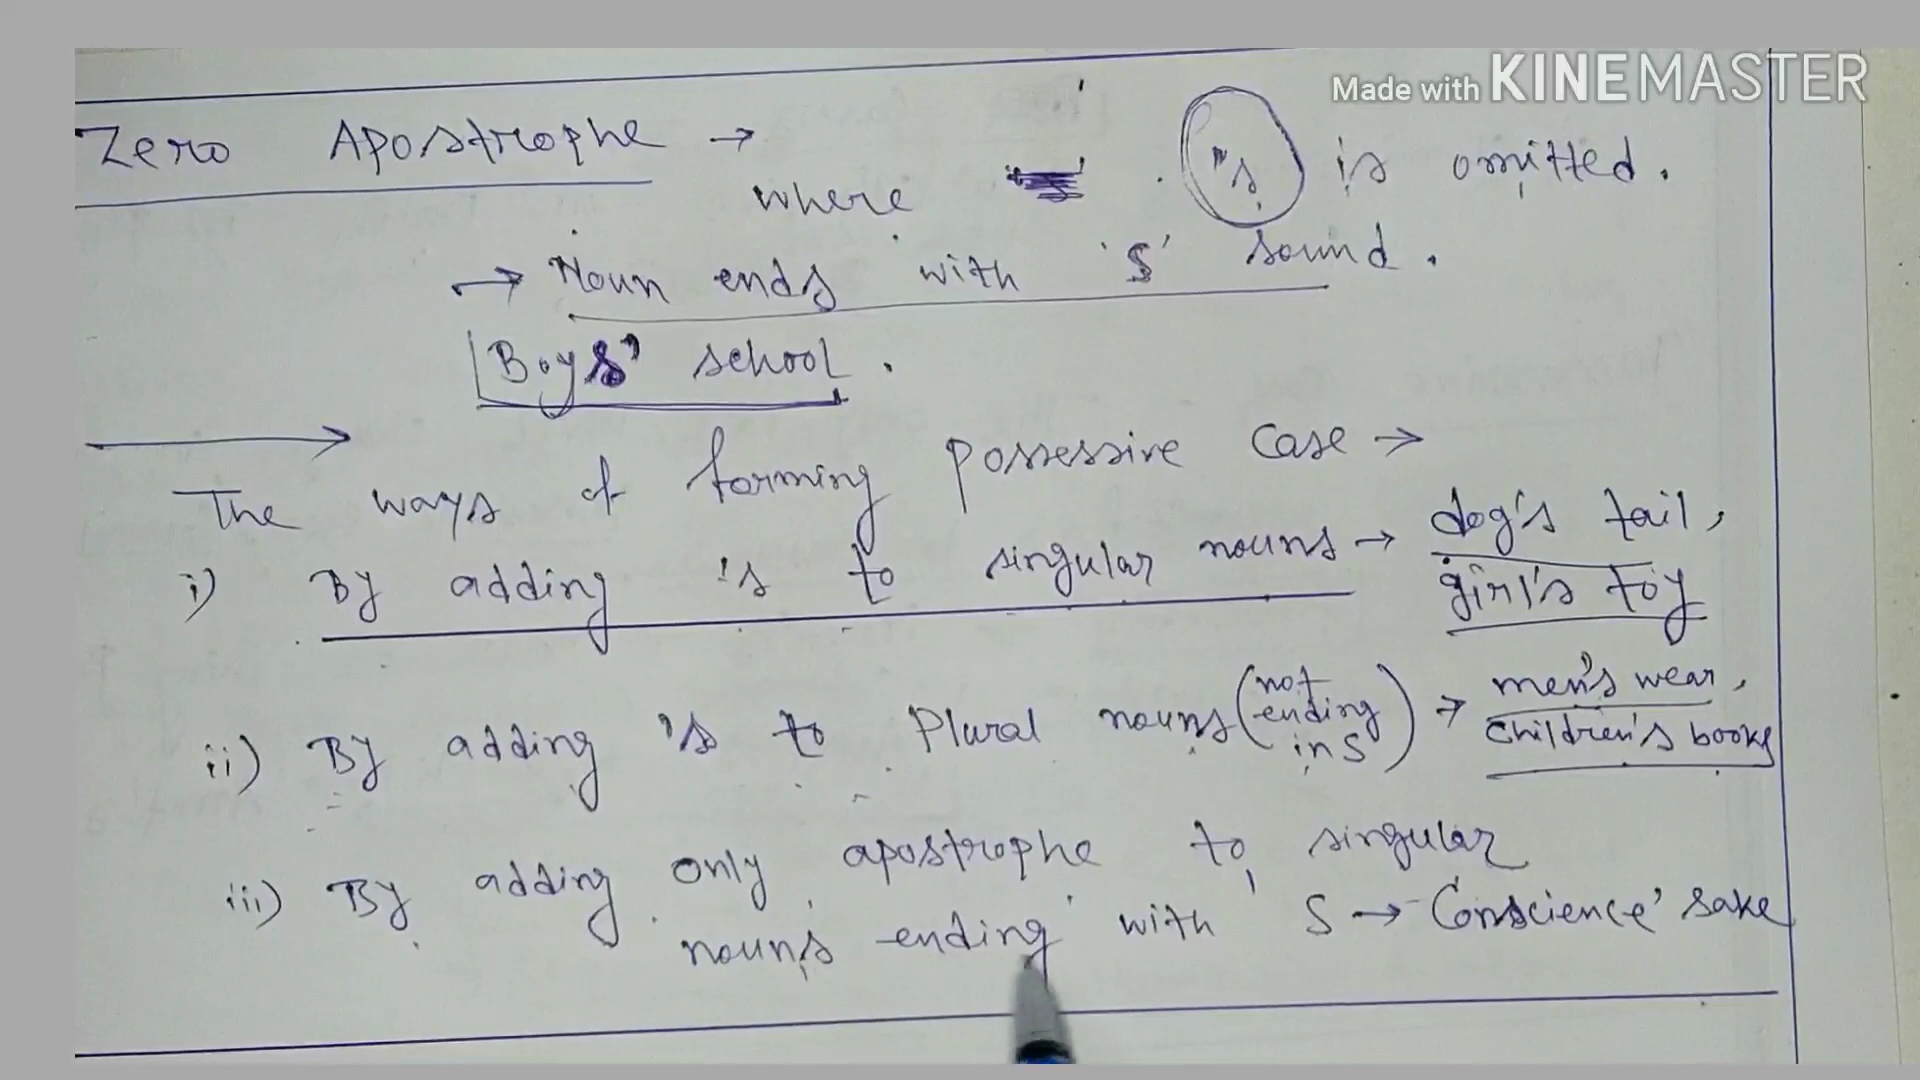 Made with KINEMASTER
Zero Apostrophe →
where 's is omitted.
→ Noun ends with 's' sound.
Boys' school.
→
The ways of forming possessive case →
i) By adding 's to singular nouns → dog's tail,
girl's toy
ii) By adding 's to Plural nouns (not ending in S) → men's wear,
children's books
iii) By adding only apostrophe to singular
nouns ending with S → Conscience' sake